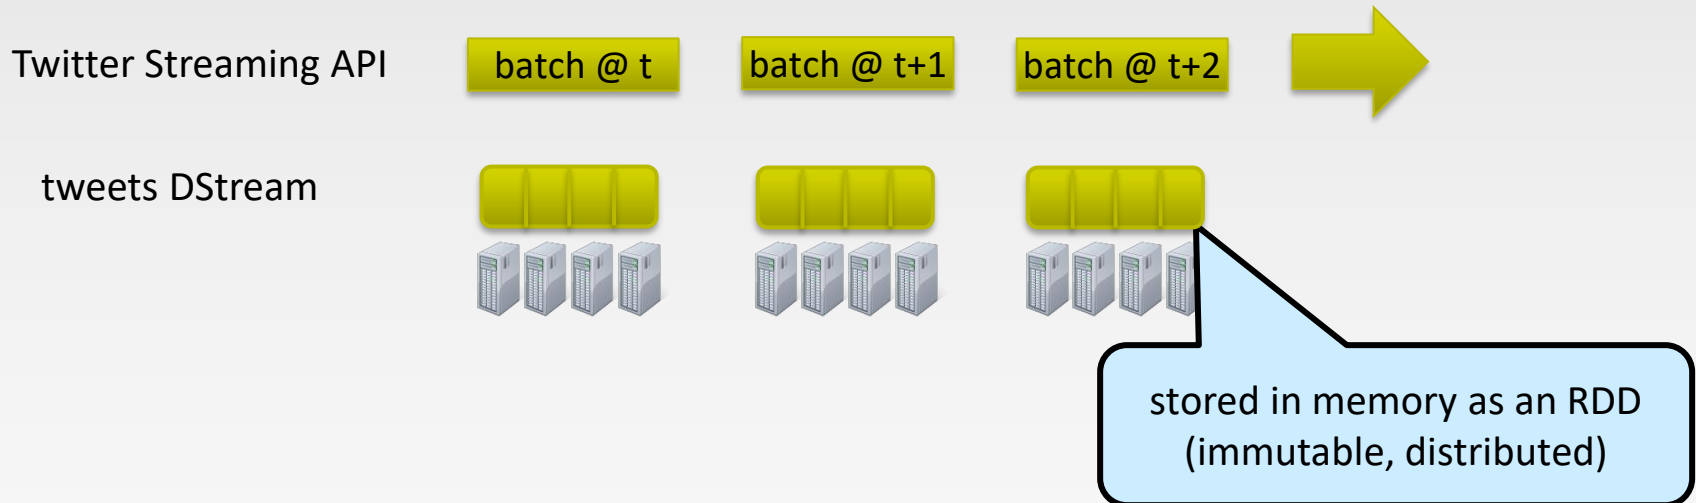 Twitter Streaming API
batch @ t
batch @ t+1
batch @ t+2
tweets DStream
stored in memory as an RDD
(immutable, distributed)